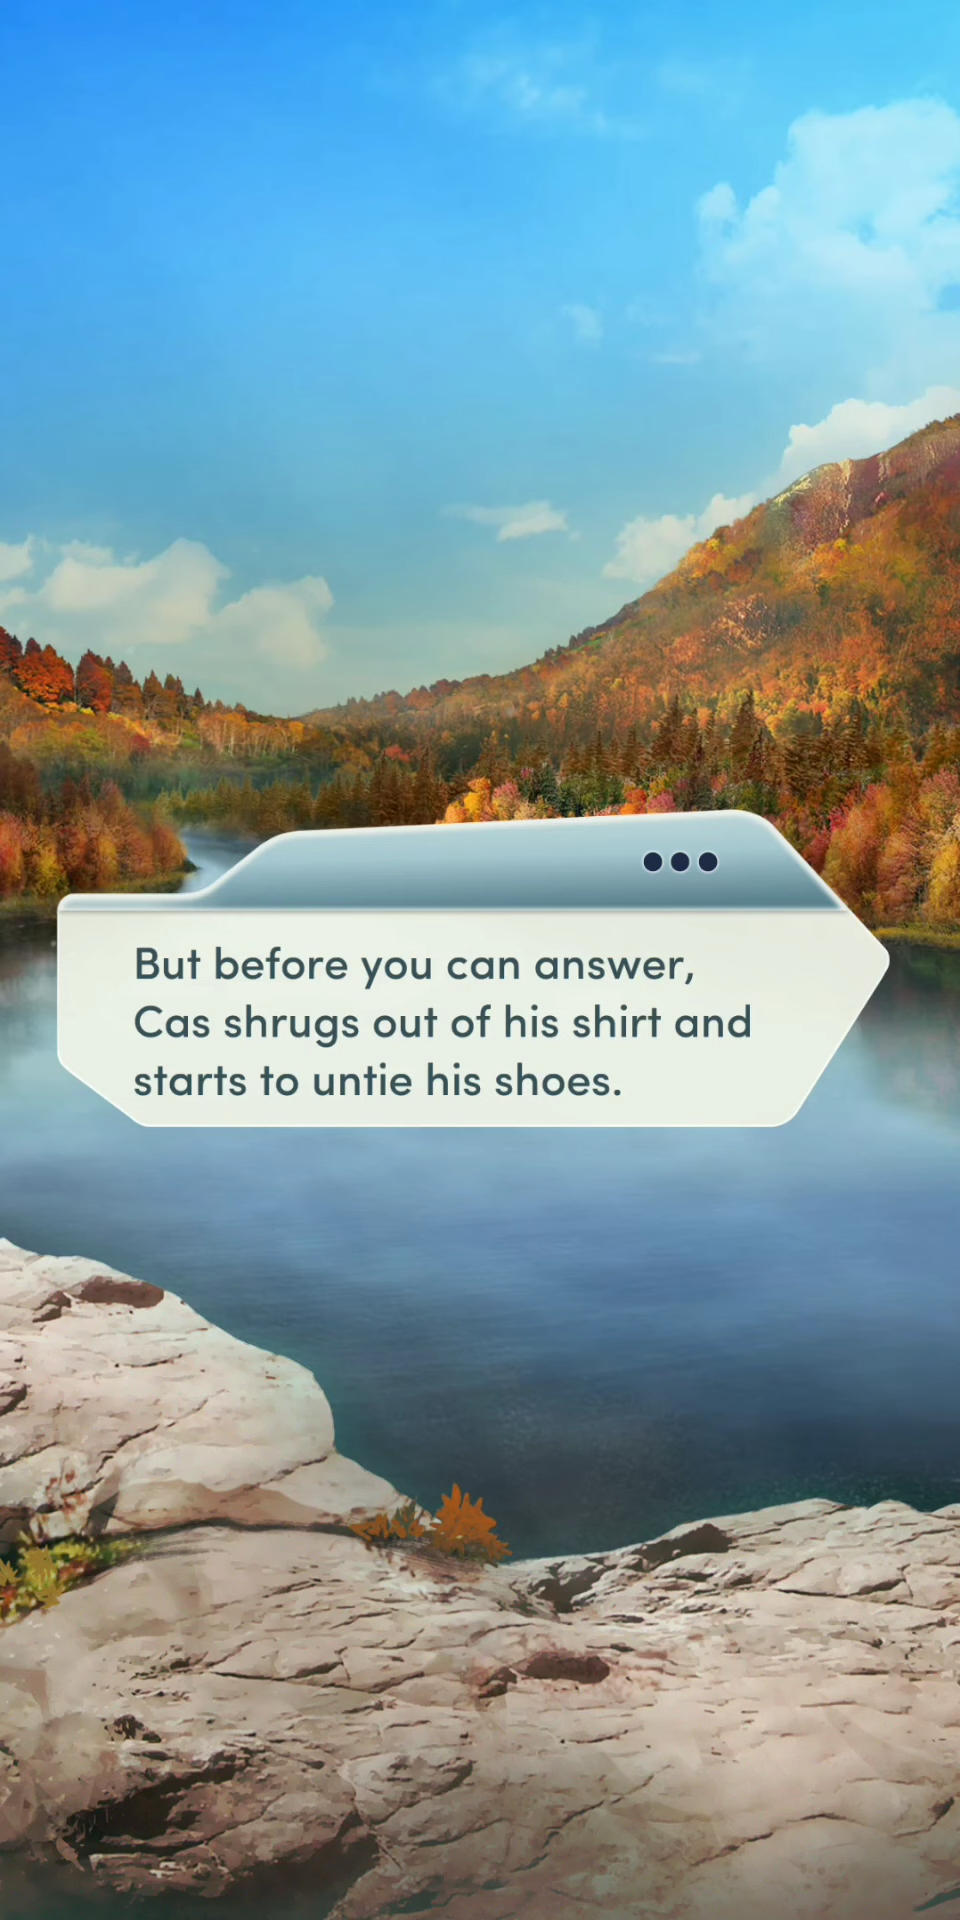 But before you can answer,
Cas shrugs out of his shirt and
starts to untie his shoes.